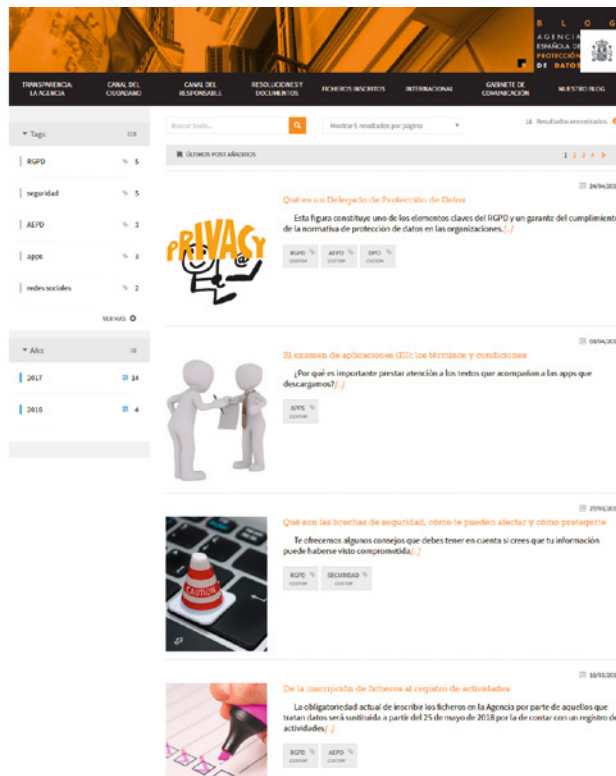 B L O G
AGENCIA
ESPAÑOLA DE
PROTECCIÓN
DE DATOS
TRANSPARENCIA: LA AGENCIA
CANAL DEL CIUDADANO
CANAL DEL RESPONSABLE
RESOLUCIONES Y DOCUMENTOS
FICHEROS INSCRITOS
INTERNACIONAL
GABINETE DE COMUNICACIÓN
NUESTRO BLOG
Tags:
RGPD 5
seguridad 5
AEPD 3
apps 3
redes sociales 2
VER MÁS
Año:
2017 14
2016 4
Buscar texto...
Mostrar 5 resultados por página
18 Resultados encontrados.
ÚLTIMOS POST AÑADIDOS
1 2 3 4 >
PRIVACY
@
Qué es un Delegado de Protección de Datos
Esta figura constituye uno de los elementos claves del RGPD y un garante del cumplimiento
de la normativa de protección de datos en las organizaciones.[..]
RGPD AEPD DPO
El examen de aplicaciones (III): los términos y condiciones
¿Por qué es importante prestar atención a los textos que acompañan a las apps que
descargamos?[..]
APPS
Qué son las brechas de seguridad, cómo te pueden afectar y cómo protegerte
Te ofrecemos algunos consejos que debes tener en cuenta si crees que tu información
puede haberse visto comprometida[..]
RGPD SEGURIDAD
CAUTION
De la inscripción de ficheros al registro de actividades
La obligatoriedad actual de inscribir los ficheros en la Agencia por parte de aquellos que
tratan datos será sustituida a partir del 25 de mayo de 2018 por la de contar con un registro de
actividades[..]
RGPD AEPD